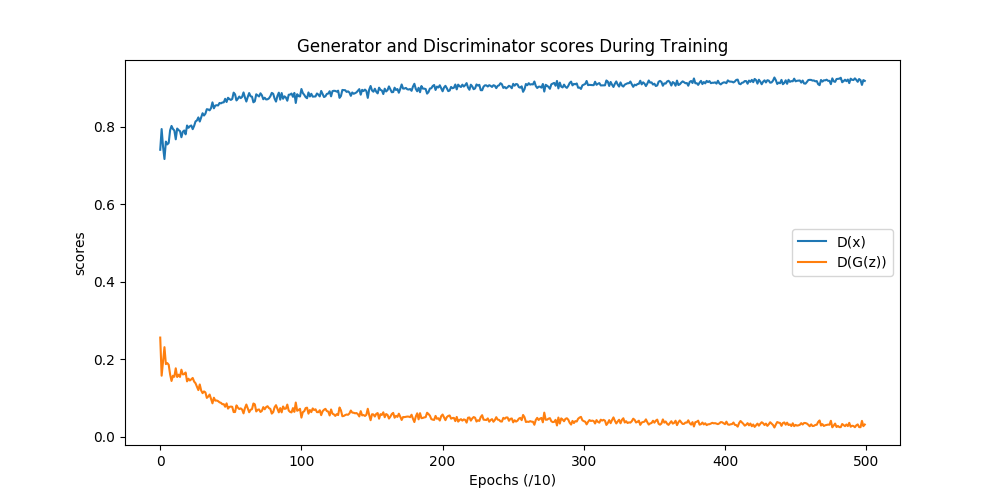 Generator and Discriminator scores During Training
scores
0.8
0.6
0.4
0.2
0.0
D(x)
D(G(z))
0 100 200 300 400 500
Epochs (/10)